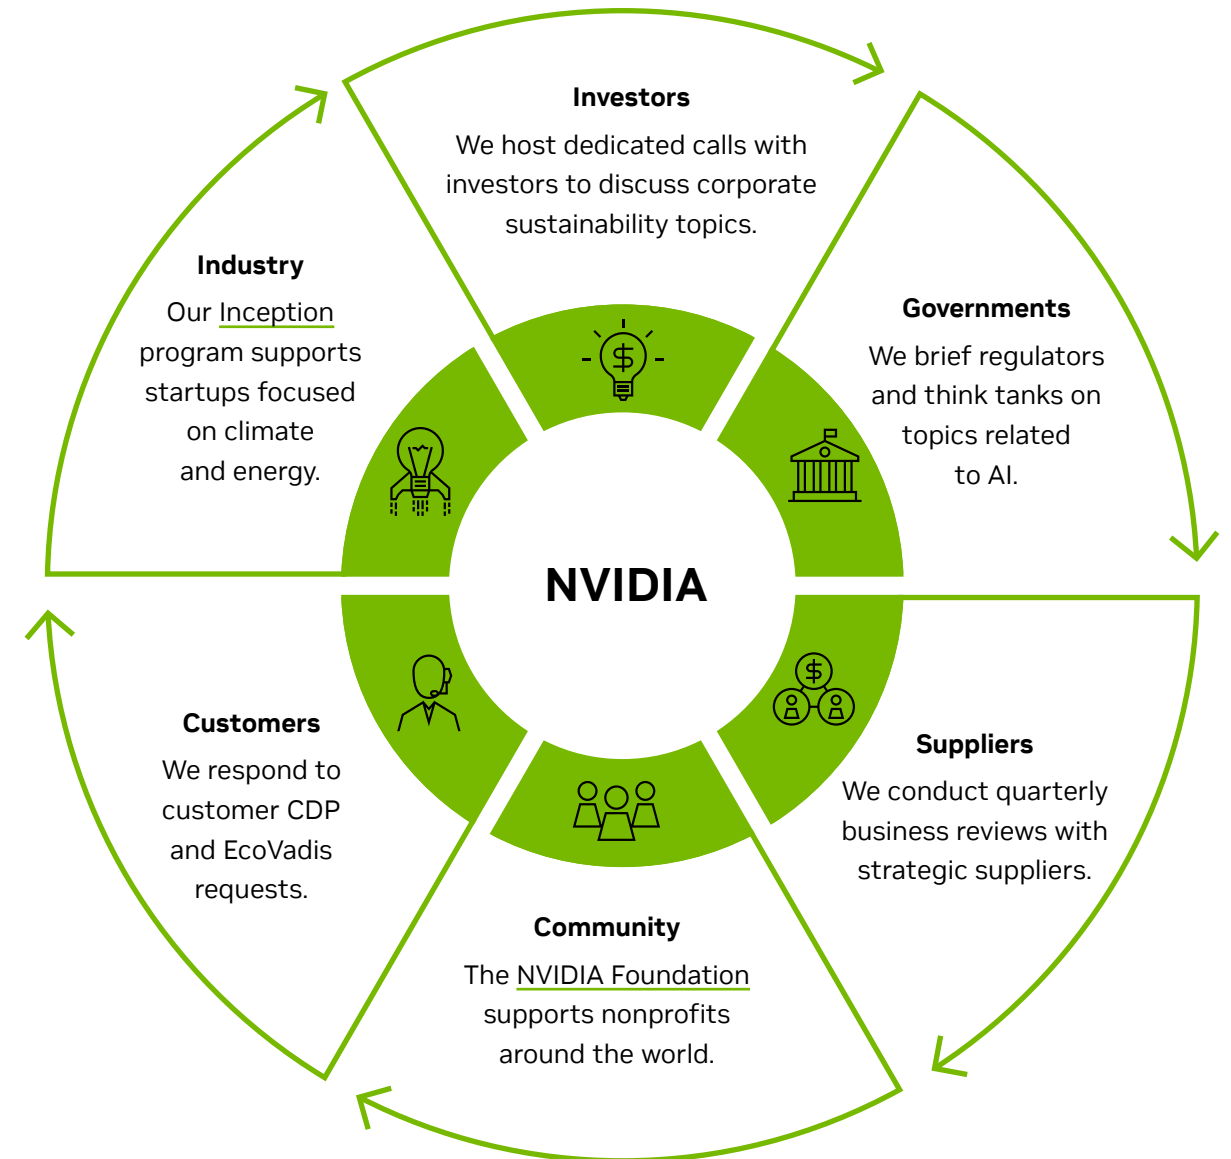 Investors
We host dedicated calls with
investors to discuss corporate
sustainability topics.
Governments
We brief regulators
and think tanks on
topics related
to AI.
Suppliers
We conduct quarterly
business reviews with
strategic suppliers.
Community
The NVIDIA Foundation
supports nonprofits
around the world.
Customers
We respond to
customer CDP
and EcoVadis
requests.
Industry
Our Inception
program supports
startups focused
on climate
and energy.
NVIDIA
$
$